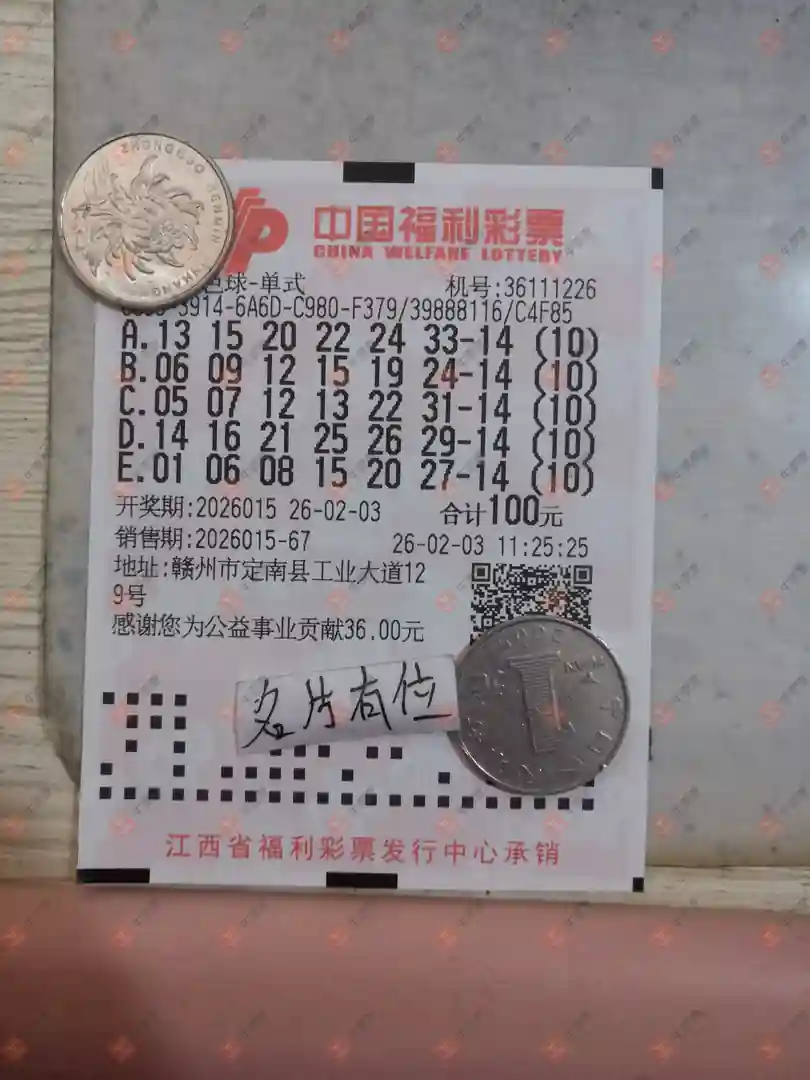 ZHONGGUO RENMIN YINHANG
中国福利彩票
CHINA WELFARE LOTTERY
色球-单式 机号:36111226
3914-6A6D-C980-F379/39888116/C4F85
A.13 15 20 22 24 33-14 (10)
B.06 09 12 15 19 24-14 (10)
C.05 07 12 13 22 31-14 (10)
D.14 16 21 25 26 29-14 (10)
E.01 06 08 15 20 27-14 (10)
开奖期:2026015 26-02-03 合计100元
销售期:2026015-67 26-02-03 11:25:25
地址:赣州市定南县工业大道12
9号
感谢您为公益事业贡献36.00元
名片有位
江西省福利彩票发行中心承销